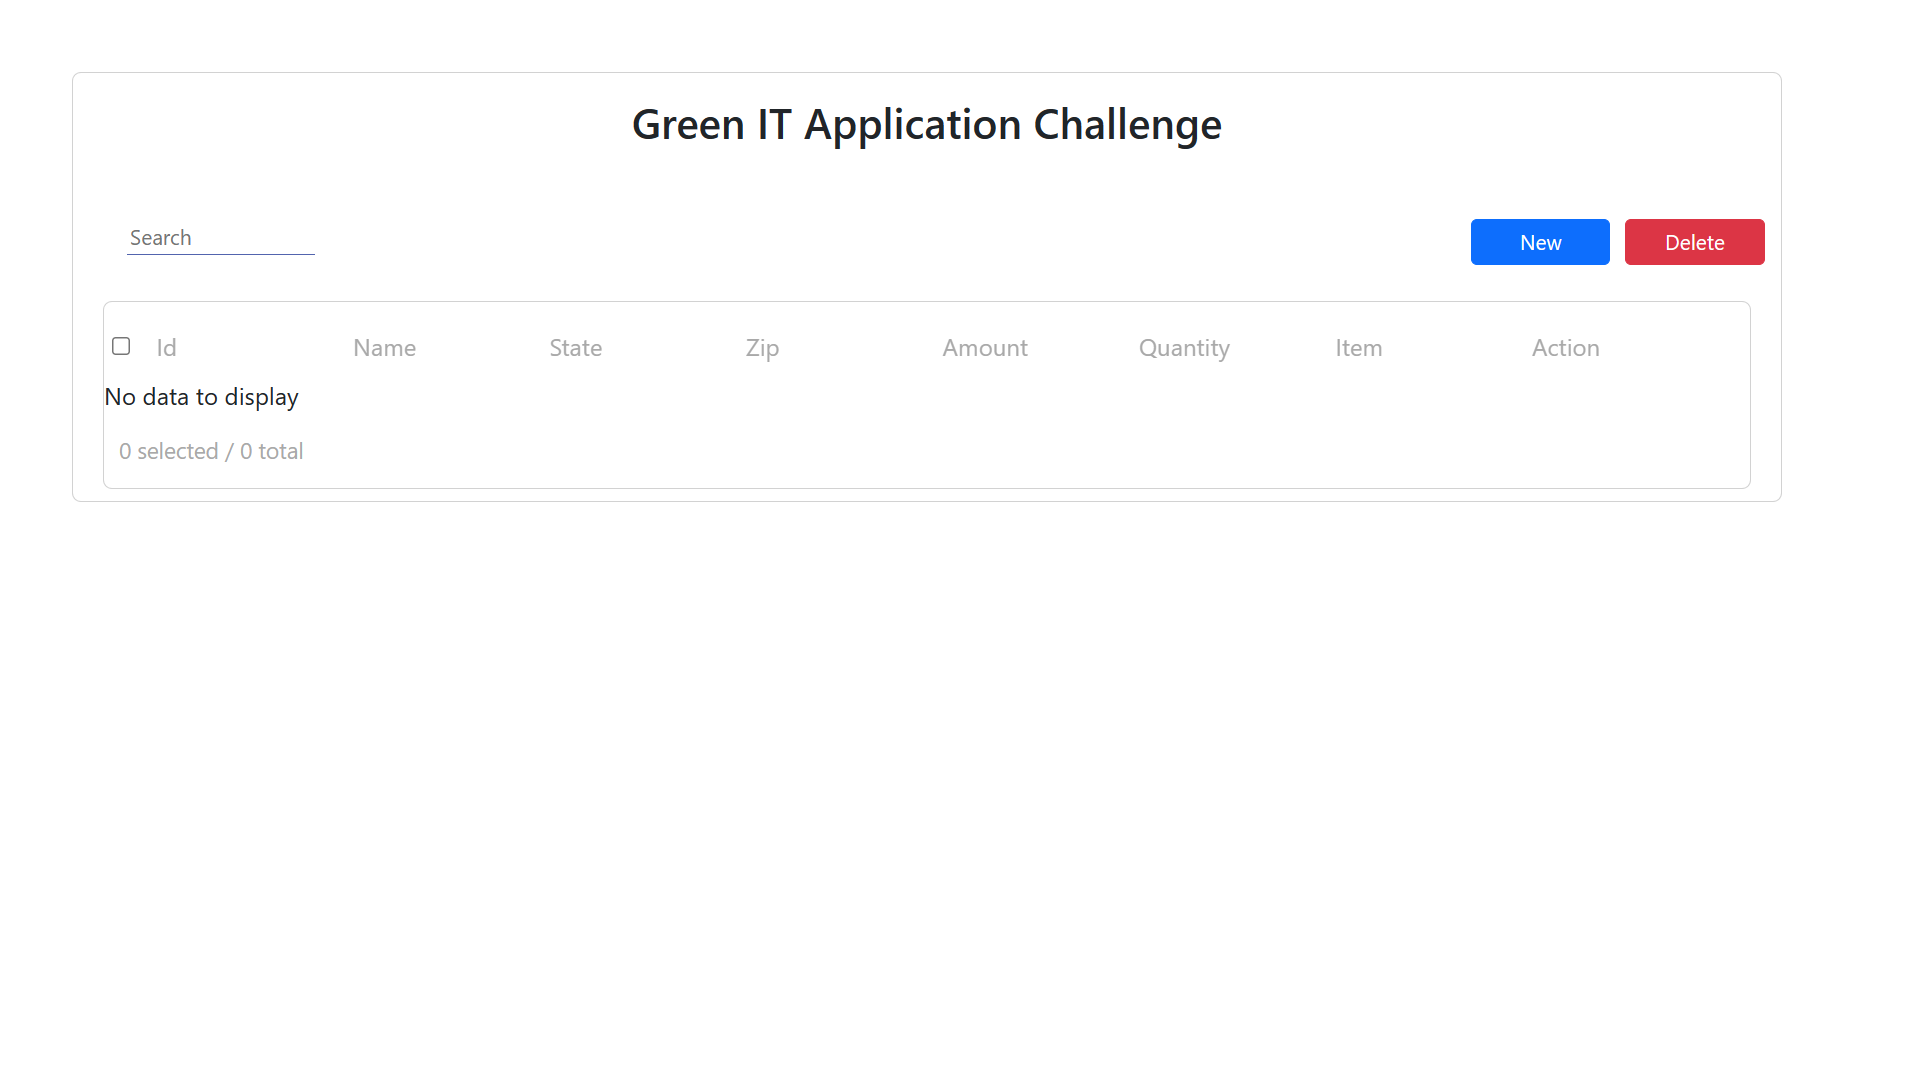 Green IT Application Challenge
Search
New Delete
Id Name State Zip Amount Quantity Item Action
No data to display
0 selected / 0 total